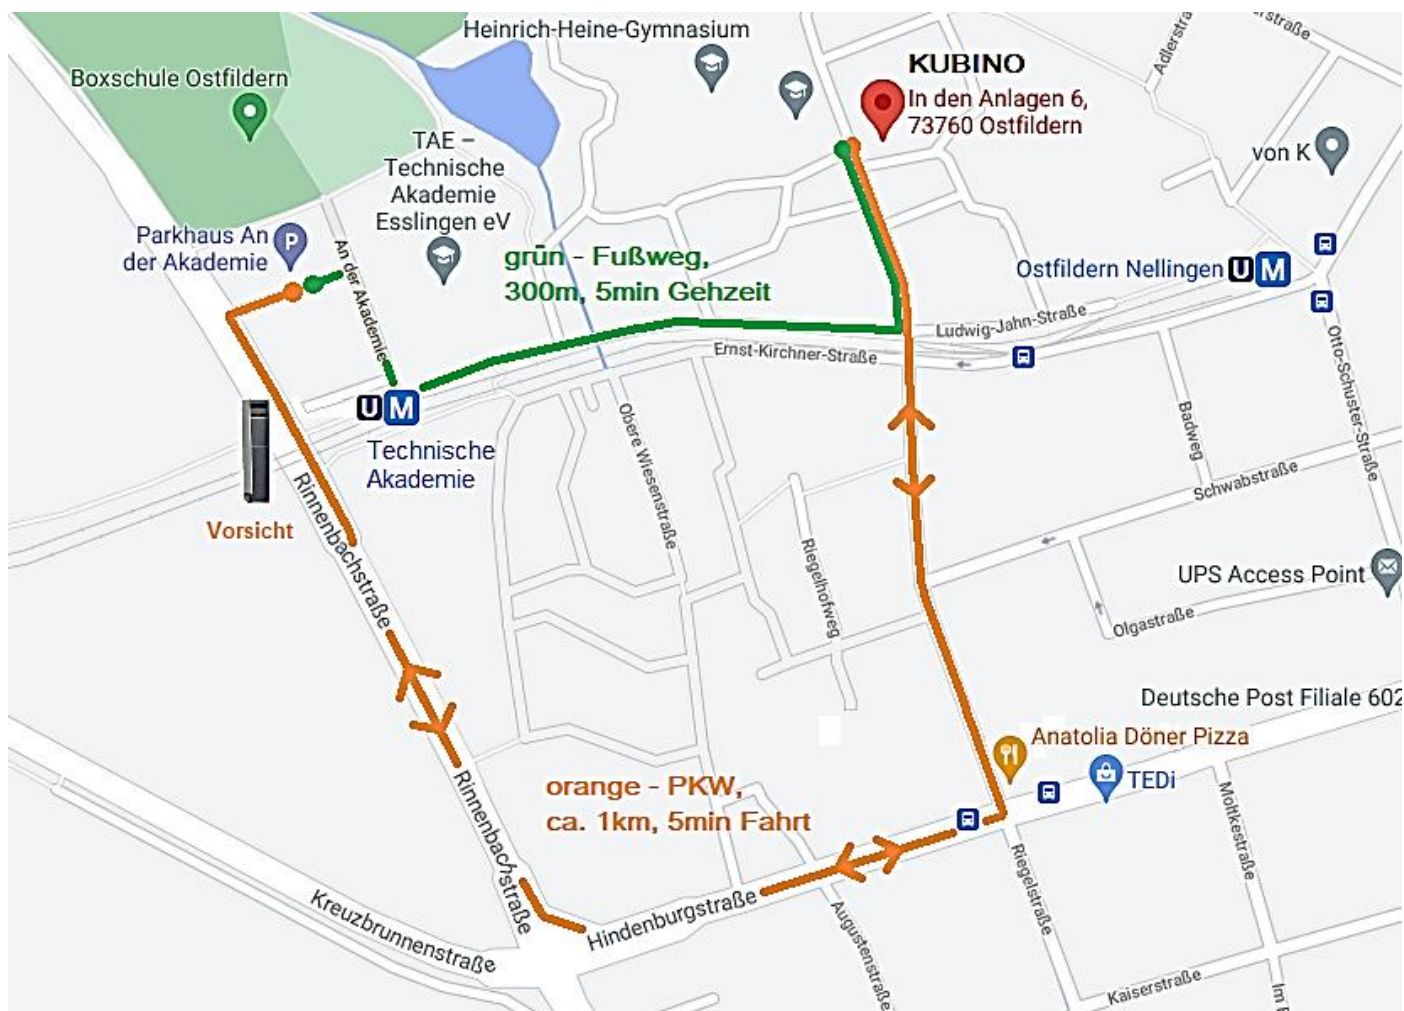 Heinrich-Heine-Gymnasium
Adlerstra
erstraße
Boxschule Ostfildern
KUBINO
In den Anlagen 6,
73760 Ostfildern
TAE –
Technische
Akademie
Esslingen eV
von K
Parkhaus An
der Akademie
P
An der Akademie
grün - Fußweg,
300m, 5min Gehzeit
Ostfildern Nellingen U M
Ludwig-Jahn-Straße
Ernst-Kirchner-Straße
Otto-Schuster-Straße
U M
Technische
Akademie
Obere Wiesenstraße
Badweg
Schwabstraße
Vorsicht
Rinnenbachstraße
Riegelhofweg
UPS Access Point
Olgastraße
Deutsche Post Filiale 602
Anatolia Döner Pizza
TEDi
orange - PKW,
ca. 1km, 5min Fahrt
Rinnenbachstraße
Moltkestraße
Riegelstraße
Hindenburgstraße
Augustenstraße
Kreuzbrunnenstraße
Kaiserstraße
Im